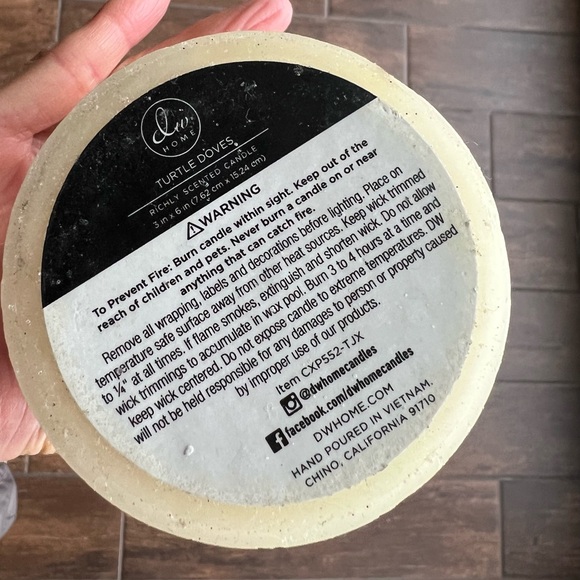 dw
HOME
TURTLE DOVES
RICHLY SCENTED CANDLE
3 in x 6 in (7.62 cm x 15.24 cm)
⚠WARNING
To Prevent Fire: Burn candle within sight. Keep out of the
reach of children and pets. Never burn a candle on or near
anything that can catch fire.
Remove all wrapping, labels and decorations before lighting. Place on
temperature safe surface away from other heat sources. Keep wick trimmed
to ¼" at all times. If flame smokes, extinguish and shorten wick. Do not allow
wick trimmings to accumulate in wax pool. Burn 3 to 4 hours at a time and
keep wick centered. Do not expose candle to extreme temperatures. DW
will not be held responsible for any damages to person or property caused
by improper use of our products.
Item CXP552-TJX
@dwhomecandles
facebook.com/dwhomecandles
DWHOME.COM
HAND POURED IN VIETNAM.
CHINO, CALIFORNIA 91710